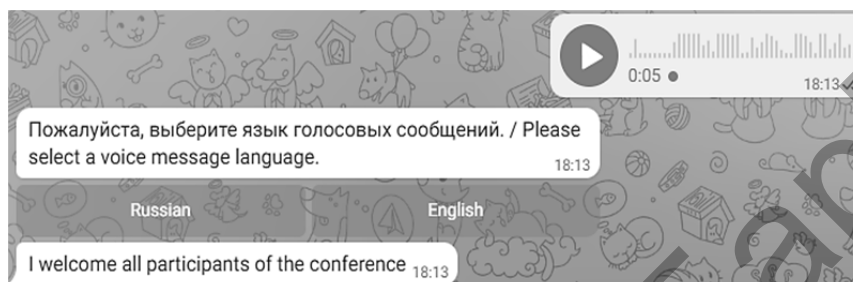 0:05
18:13
Пожалуйста, выберите язык голосовых сообщений. / Please
select a voice message language.
18:13
Russian
English
I welcome all participants of the conference 18:13